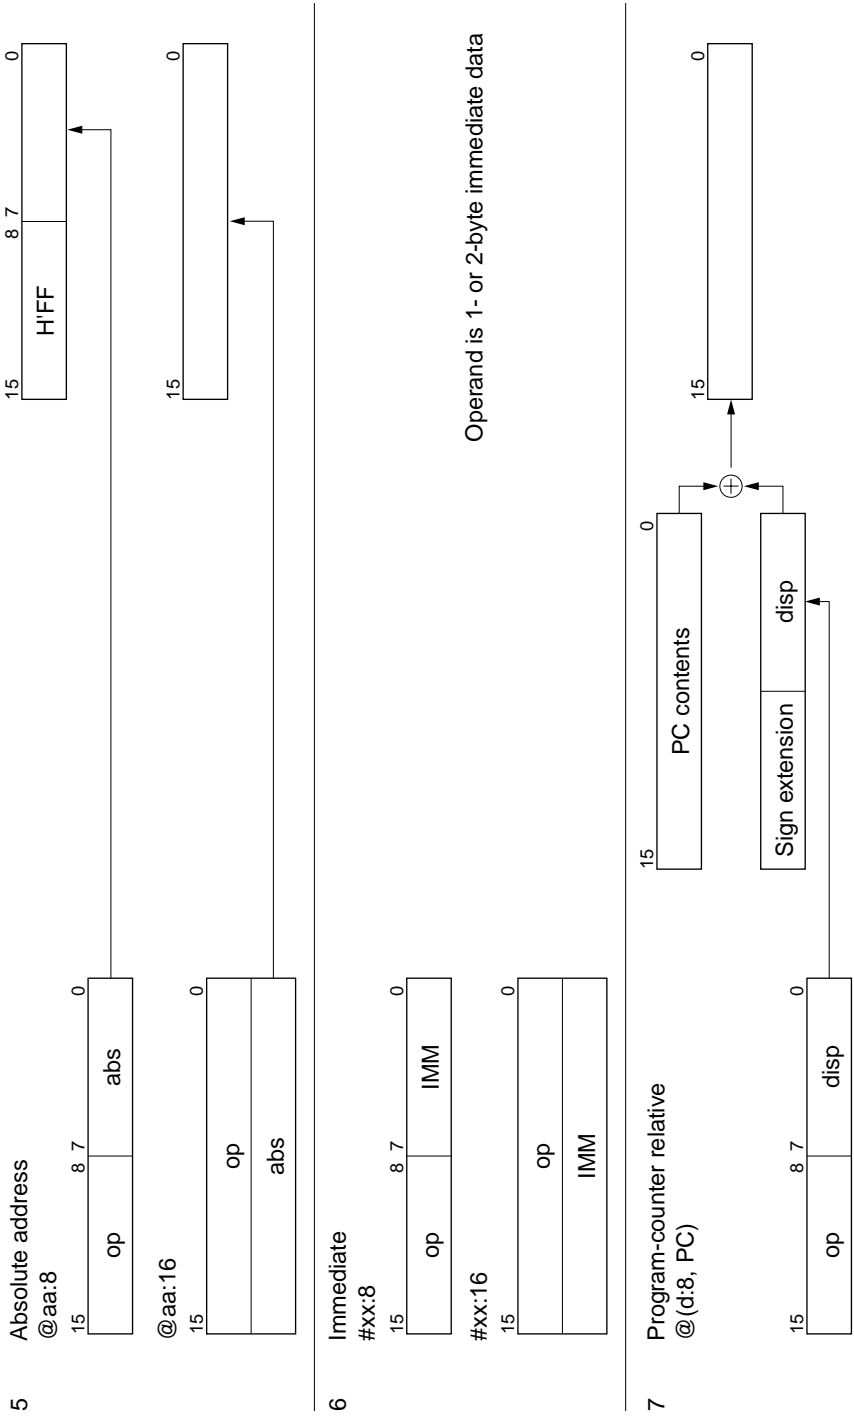 5 Absolute address
@aa:8
15 8 7 0
op abs
15 8 7 0
H'FF
@aa:16
15 0
op
abs
15 0
6 Immediate
#xx:8
15 8 7 0
op IMM
Operand is 1- or 2-byte immediate data
#xx:16
15 0
op
IMM
7 Program-counter relative
@(d:8, PC)
15 0
PC contents
15 0
Sign extension disp
15 8 7 0
op disp